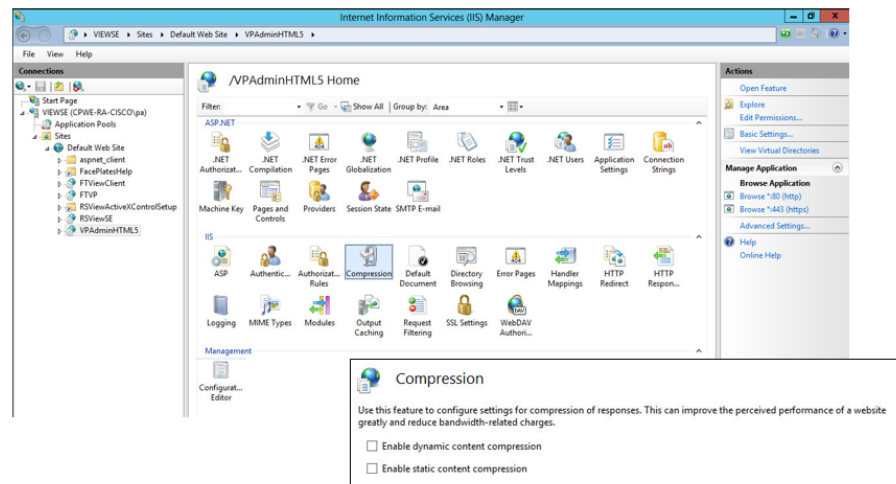 Internet Information Services (IIS) Manager
VIEWSE ▸ Sites ▸ Default Web Site ▸ VPAdminHTML5 ▸
File View Help
Connections
Start Page
VIEWSE (CPWE-RA-CISCO\pa)
Application Pools
Sites
Default Web Site
aspnet_client
FacePlatesHelp
FTViewClient
FTVP
RSViewActiveXControlSetup
RSViewSE
VPAdminHTML5
/VPAdminHTML5 Home
Filter: Go Show All Group by: Area
ASP.NET
.NET Authorizat...
.NET Compilation
.NET Error Pages
.NET Globalization
.NET Profile
.NET Roles
.NET Trust Levels
.NET Users
Application Settings
Connection Strings
Machine Key
Pages and Controls
Providers
Session State
SMTP E-mail
IIS
ASP
Authentic...
Authorizat... Rules
Compression
Default Document
Directory Browsing
Error Pages
Handler Mappings
HTTP Redirect
HTTP Respon...
Logging
MIME Types
Modules
Output Caching
Request Filtering
SSL Settings
WebDAV Authori...
Management
Configurat... Editor
Actions
Open Feature
Explore
Edit Permissions...
Basic Settings...
View Virtual Directories
Manage Application
Browse Application
Browse *:80 (http)
Browse *:443 (https)
Advanced Settings...
Help
Online Help
Compression
Use this feature to configure settings for compression of responses. This can improve the perceived performance of a website
greatly and reduce bandwidth-related charges.
Enable dynamic content compression
Enable static content compression